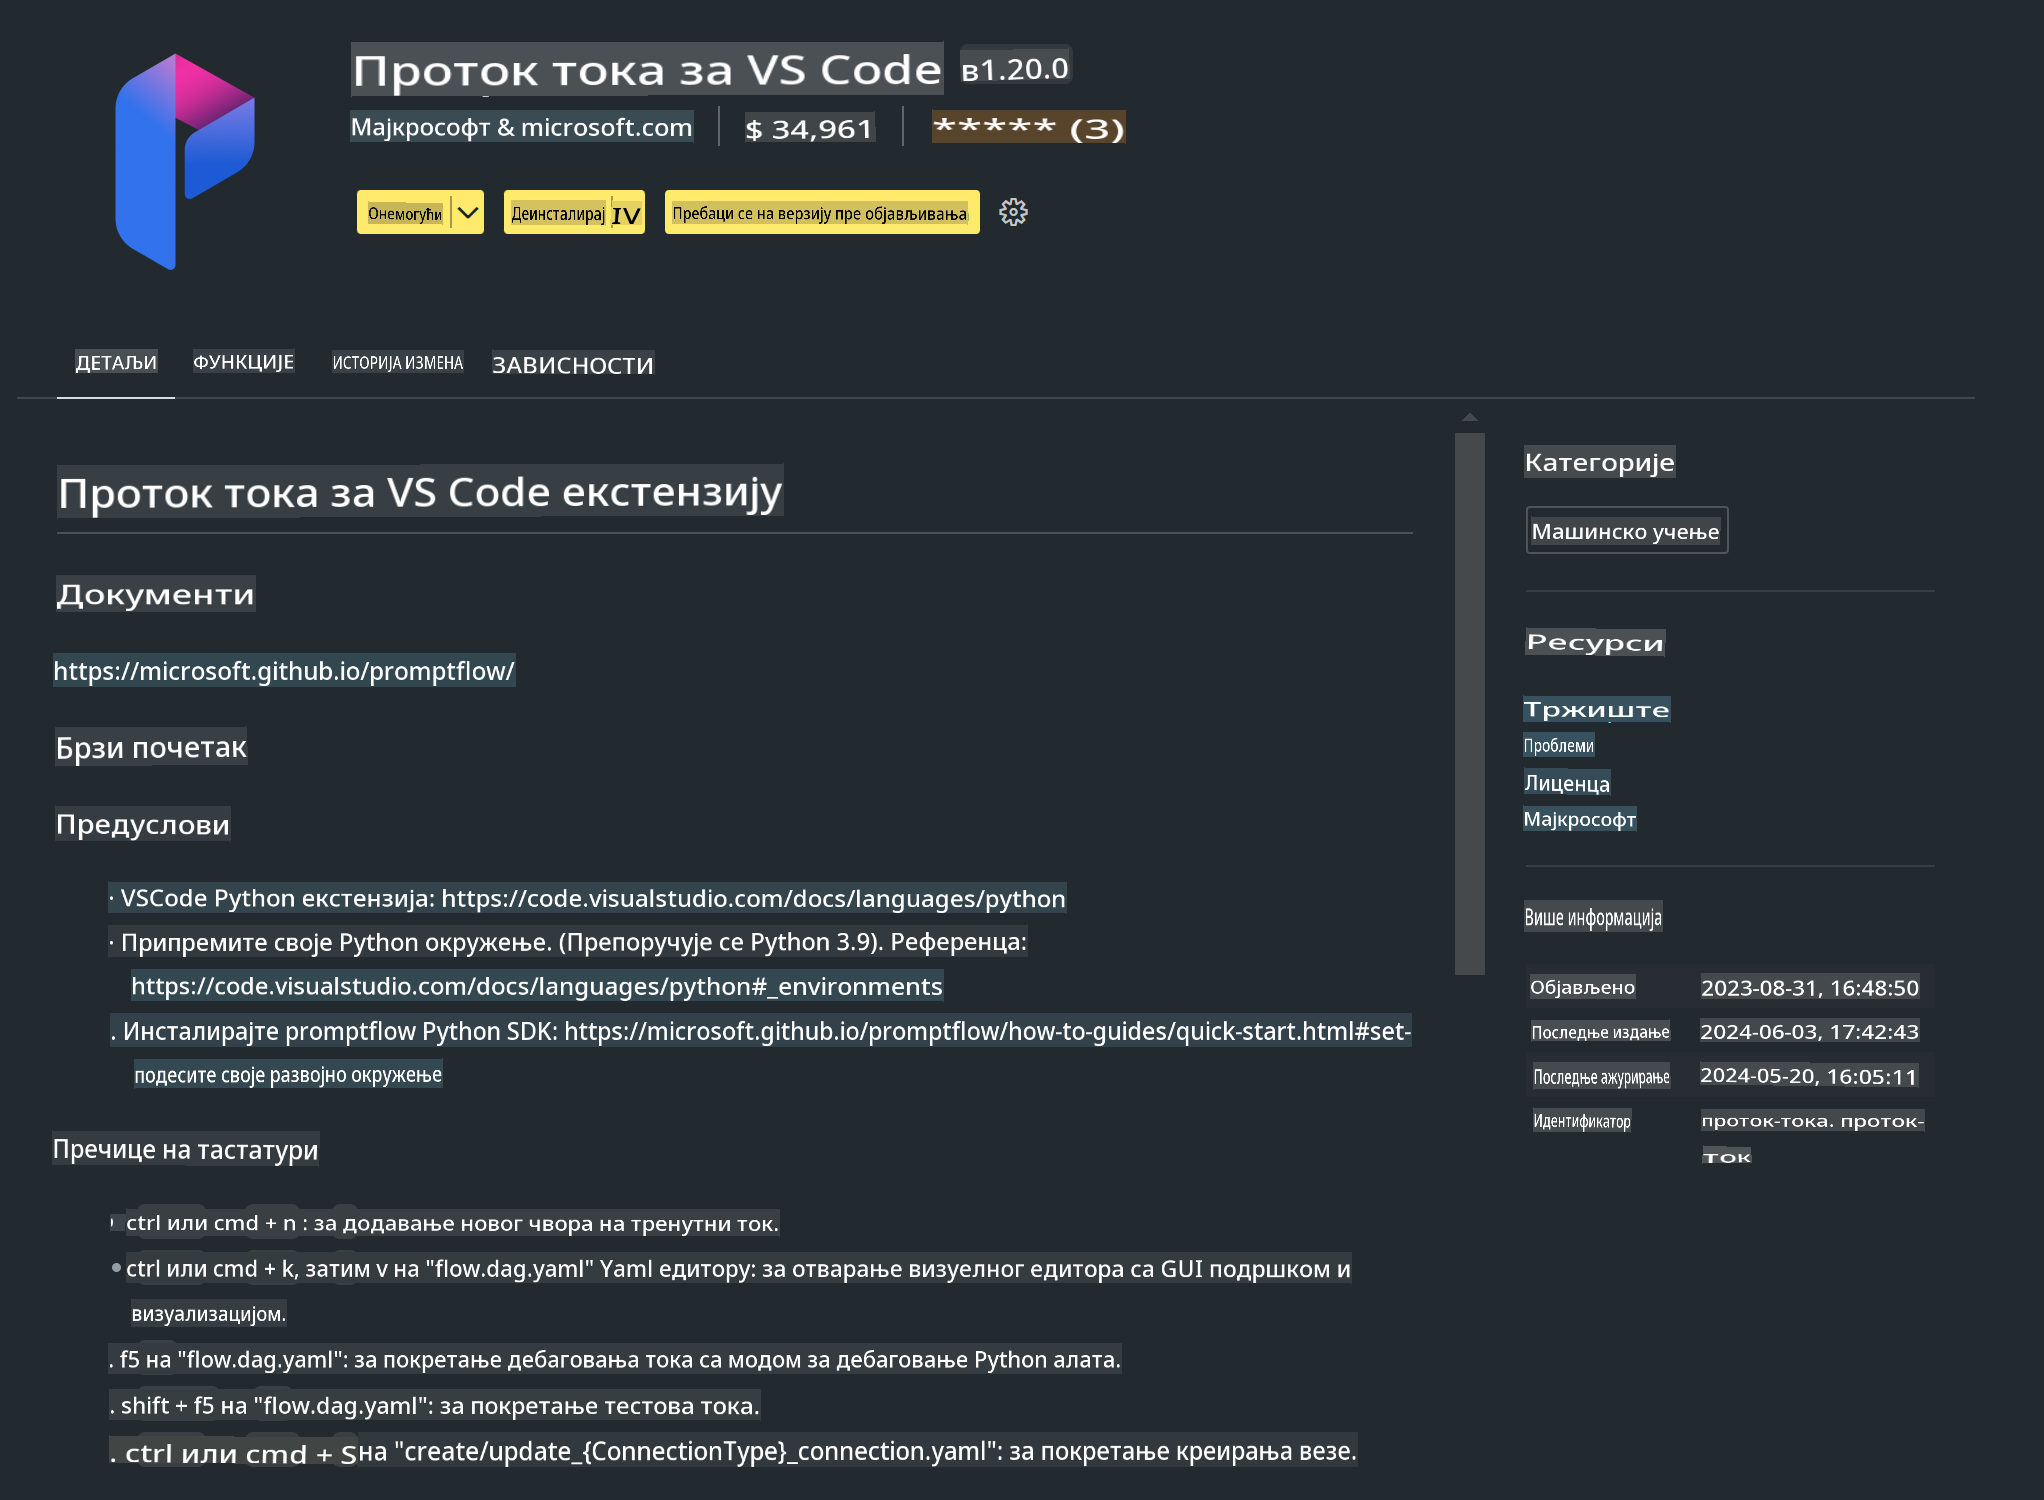 Проток тока за VS Code в1.20.0
Мајкрософт & microsoft.com $ 34,961 ***** (3)
Онемогући Деинсталирај IV Пребаци се на верзију пре објављивања
ДЕТАЉИ ФУНКЦИЈЕ ИСТОРИЈА ИЗМЕНА ЗАВИСНОСТИ
Проток тока за VS Code екстензију
Документи
https://microsoft.github.io/promptflow/
Брзи почетак
Предуслови
· VSCode Python екстензија: https://code.visualstudio.com/docs/languages/python
· Припремите своје Python окружење. (Препоручује се Python 3.9). Референца:
https://code.visualstudio.com/docs/languages/python#_environments
. Инсталирајте promptflow Python SDK: https://microsoft.github.io/promptflow/how-to-guides/quick-start.html#set-
подесите своје развојно окружење
Пречице на тастатури
ctrl или cmd + n : за додавање новог чвора на тренутни ток.
• ctrl или cmd + k, затим v на "flow.dag.yaml" Yaml едитору: за отварање визуелног едитора са GUI подршком и
визуализацијом.
. f5 на "flow.dag.yaml": за покретање дебаговања тока са модом за дебаговање Python алата.
. shift + f5 на "flow.dag.yaml": за покретање тестова тока.
. ctrl или cmd + S на "create/update_{ConnectionType}_connection.yaml": за покретање креирања везе.
Категорије
Машинско учење
Ресурси
Тржиште
Проблеми
Лиценца
Мајкрософт
Више информација
Објављено 2023-08-31, 16:48:50
Последње издање 2024-06-03, 17:42:43
Последње ажурирање 2024-05-20, 16:05:11
Идентификатор проток-тока. проток-
ток